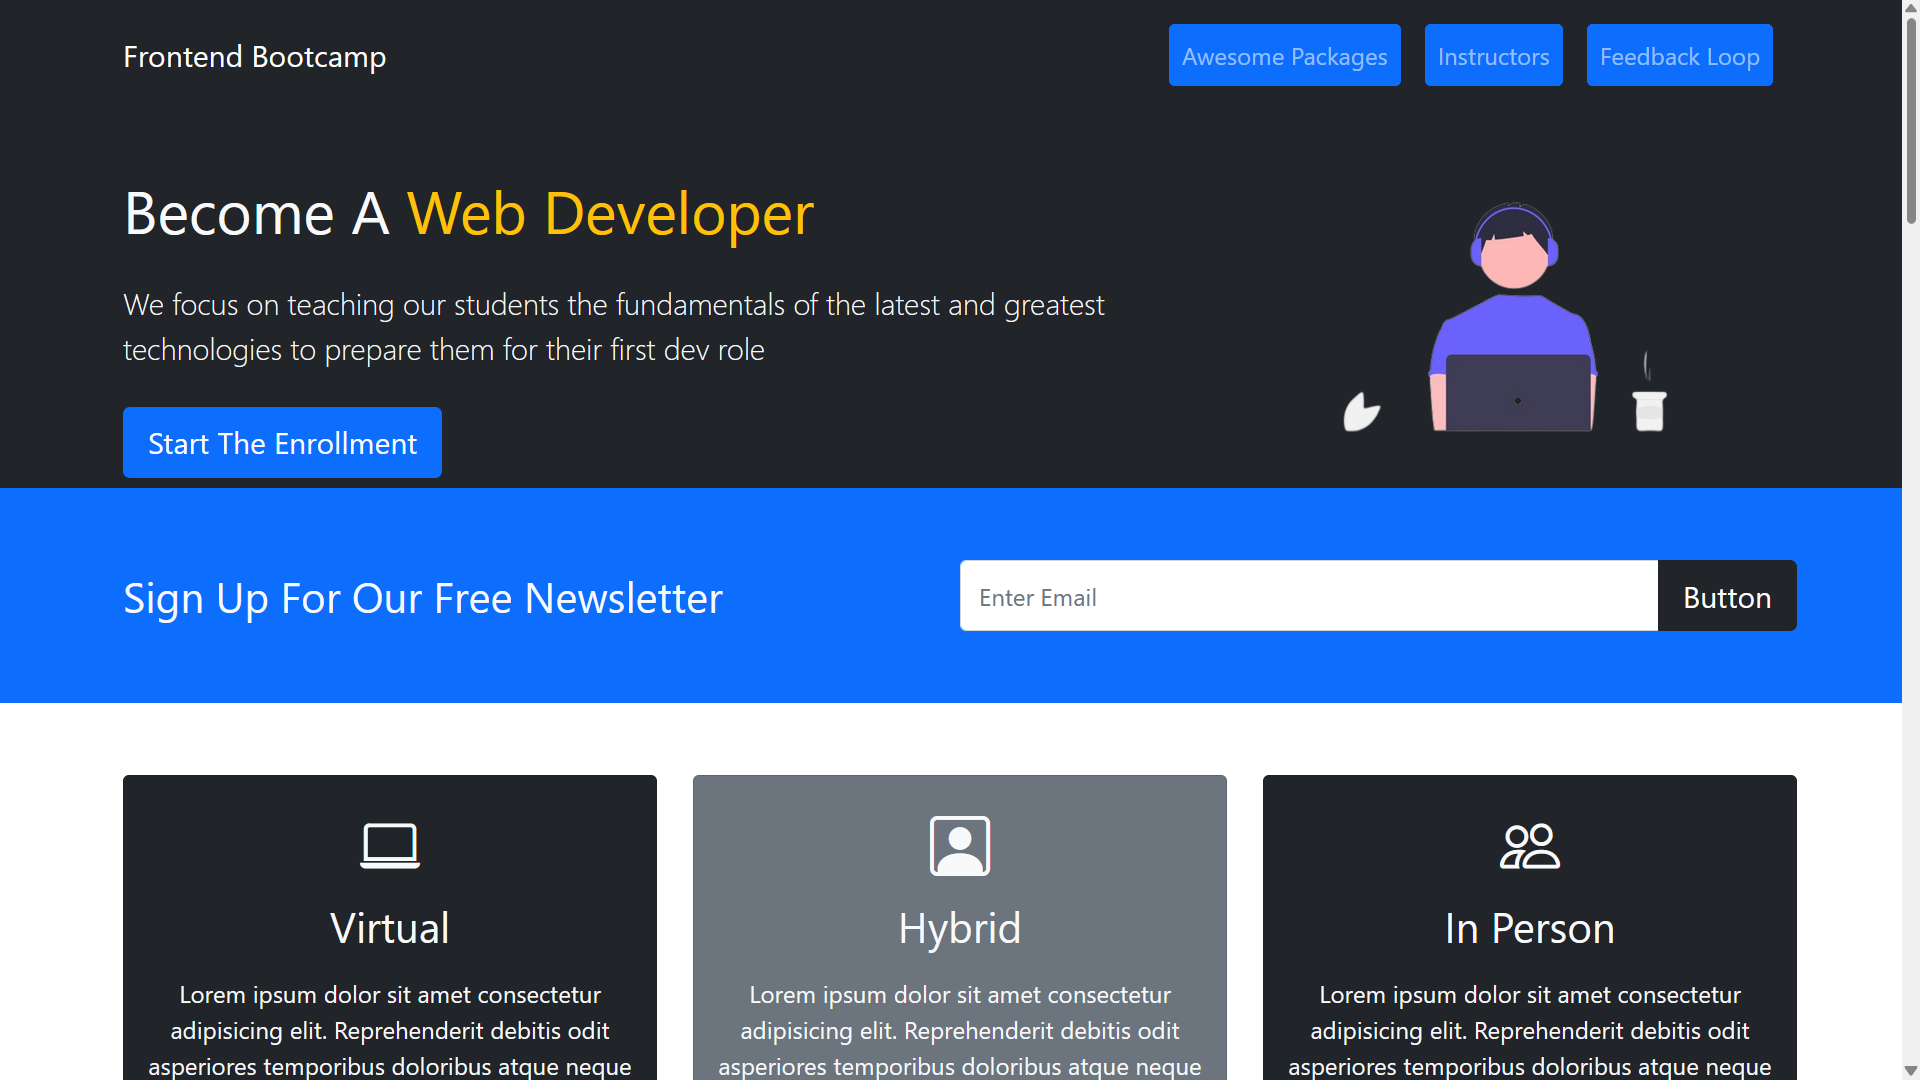 Frontend Bootcamp
Awesome Packages
Instructors
Feedback Loop
Become A Web Developer
We focus on teaching our students the fundamentals of the latest and greatest
technologies to prepare them for their first dev role
Start The Enrollment
Sign Up For Our Free Newsletter
Enter Email
Button
Virtual
Lorem ipsum dolor sit amet consectetur
adipisicing elit. Reprehenderit debitis odit
asperiores temporibus doloribus atque neque
Hybrid
Lorem ipsum dolor sit amet consectetur
adipisicing elit. Reprehenderit debitis odit
asperiores temporibus doloribus atque neque
In Person
Lorem ipsum dolor sit amet consectetur
adipisicing elit. Reprehenderit debitis odit
asperiores temporibus doloribus atque neque